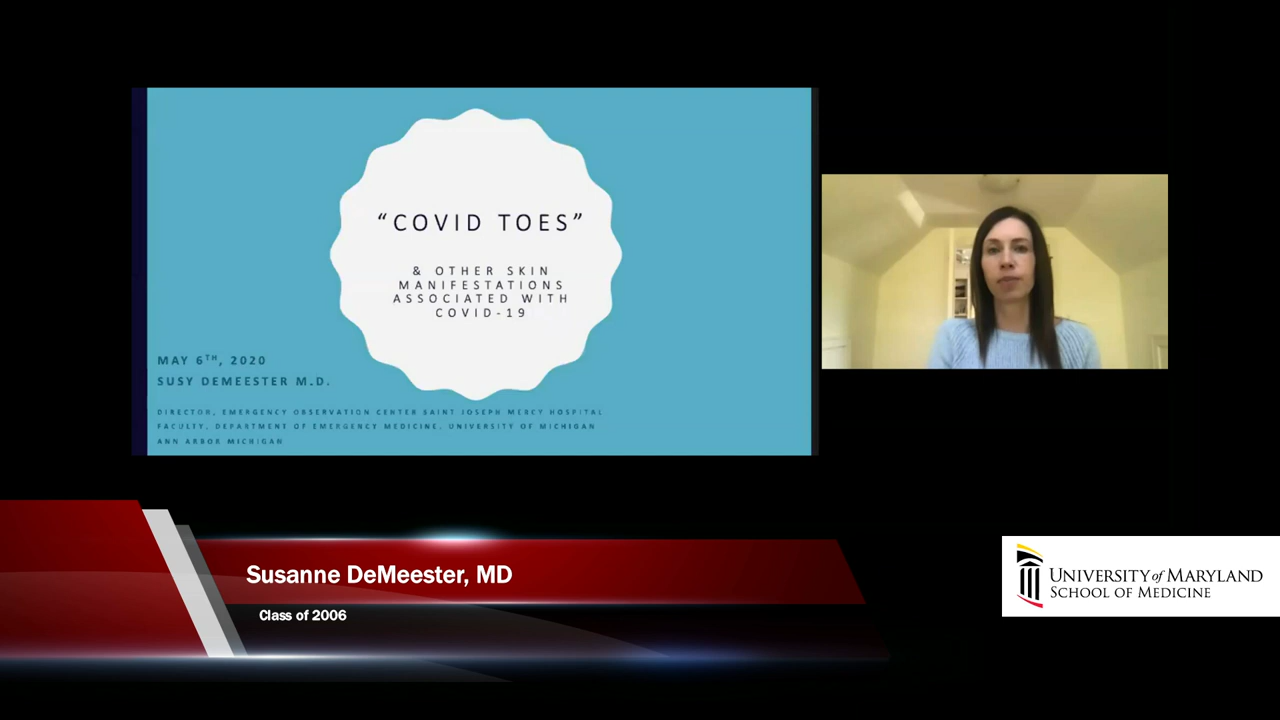 “COVID TOES”
& OTHER SKIN
MANIFESTATIONS
ASSOCIATED WITH
COVID-19
MAY 6TH, 2020
SUSY DEMEESTER M.D.
DIRECTOR, EMERGENCY OBSERVATION CENTER SAINT JOSEPH MERCY HOSPITAL
FACULTY, DEPARTMENT OF EMERGENCY MEDICINE, UNIVERSITY OF MICHIGAN
ANN ARBOR MICHIGAN
Susanne DeMeester, MD
Class of 2006
UNIVERSITY of MARYLAND
SCHOOL OF MEDICINE